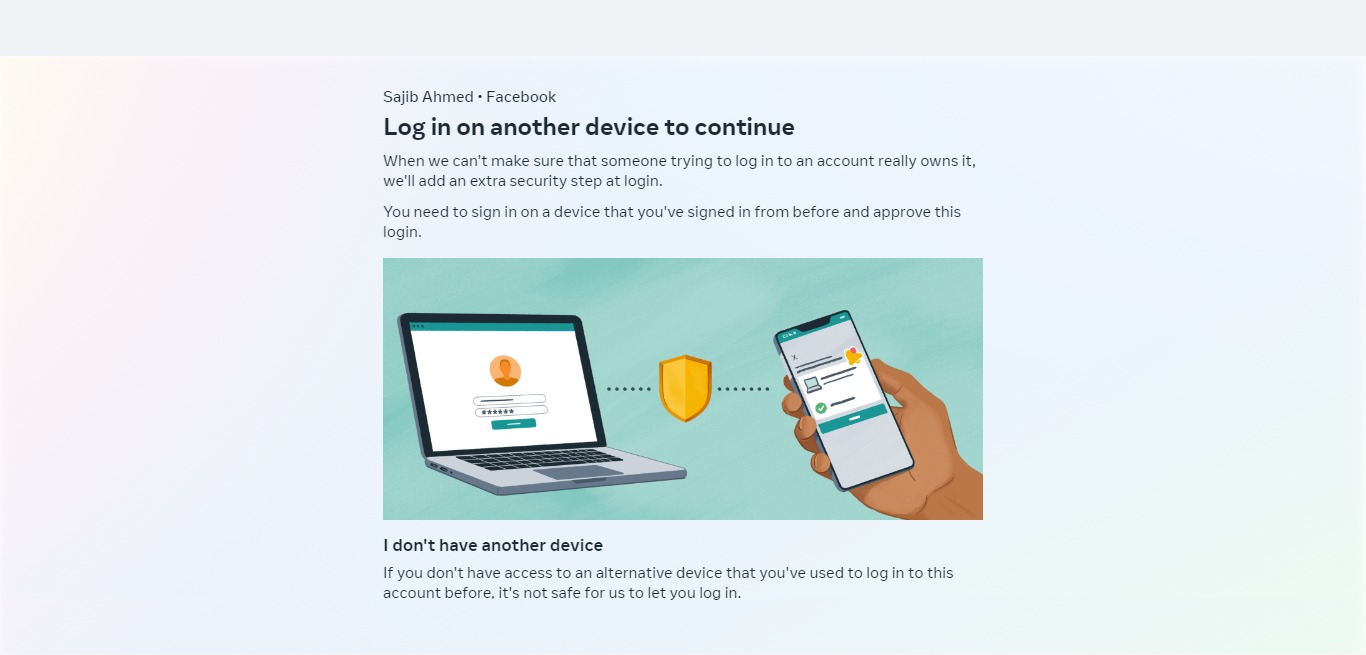 Sajib Ahmed • Facebook
Log in on another device to continue
When we can't make sure that someone trying to log in to an account really owns it,
we'll add an extra security step at login.
You need to sign in on a device that you've signed in from before and approve this
login.
I don't have another device
If you don't have access to an alternative device that you've used to log in to this
account before, it's not safe for us to let you log in.